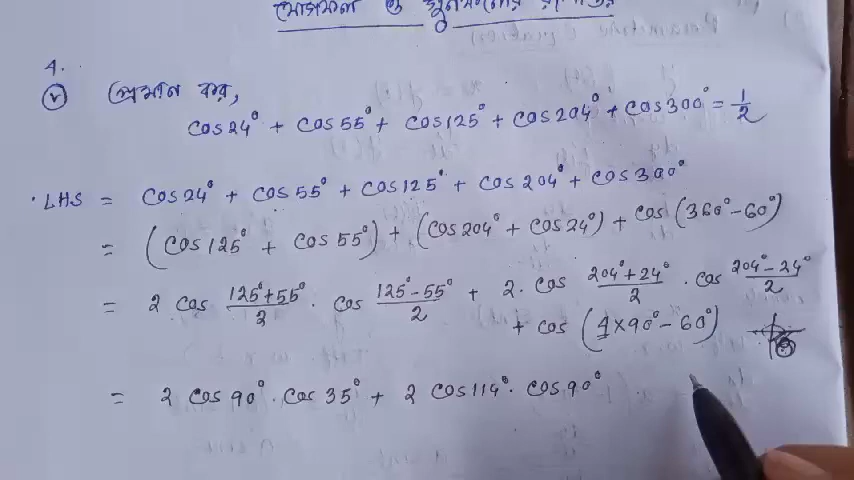 ও
4.
(v) প্রমাণ কর,
cos24° + cos55° + cos125° + cos204° + cos300° = 1/2
LHS = cos24° + cos55° + cos125° + cos204° + cos300°
= (cos125° + cos55°) + (cos204° + cos24°) + cos(360° - 60°)
= 2 cos (125°+55°)/2 . cos (125°-55°)/2 + 2. cos (204°+24°)/2 . cos (204°-24°)/2
+ cos (4×90° - 60°)
= 2 cos90° . cos35° + 2 cos114° . cos90°